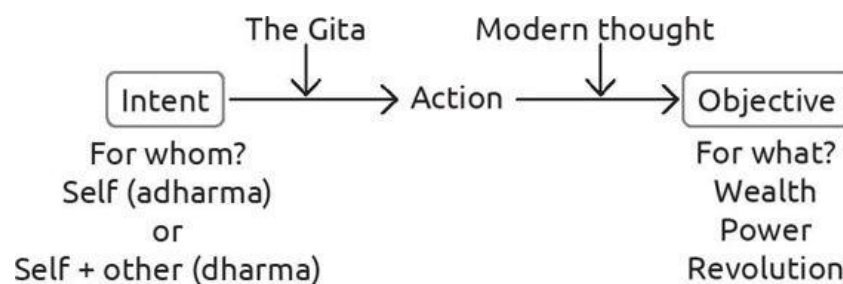 The Gita
Modern thought
Intent
Action
Objective
For whom?
Self (adharma)
or
Self + other (dharma)
For what?
Wealth
Power
Revolution